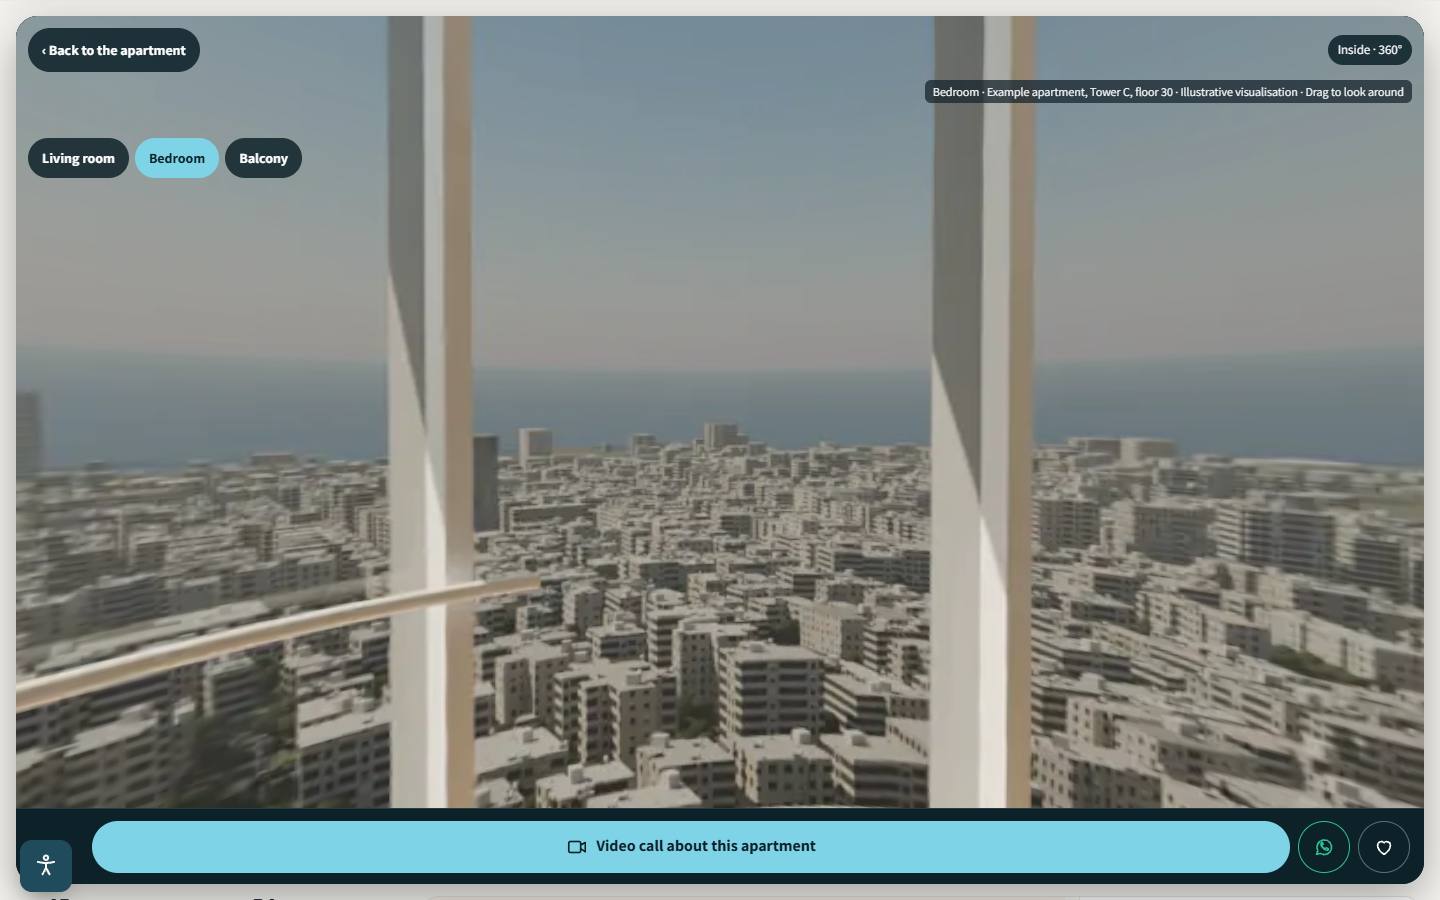 ‹ Back to the apartment
Inside · 360°
Bedroom · Example apartment, Tower C, floor 30 · Illustrative visualisation · Drag to look around
Living room
Bedroom
Balcony
Video call about this apartment